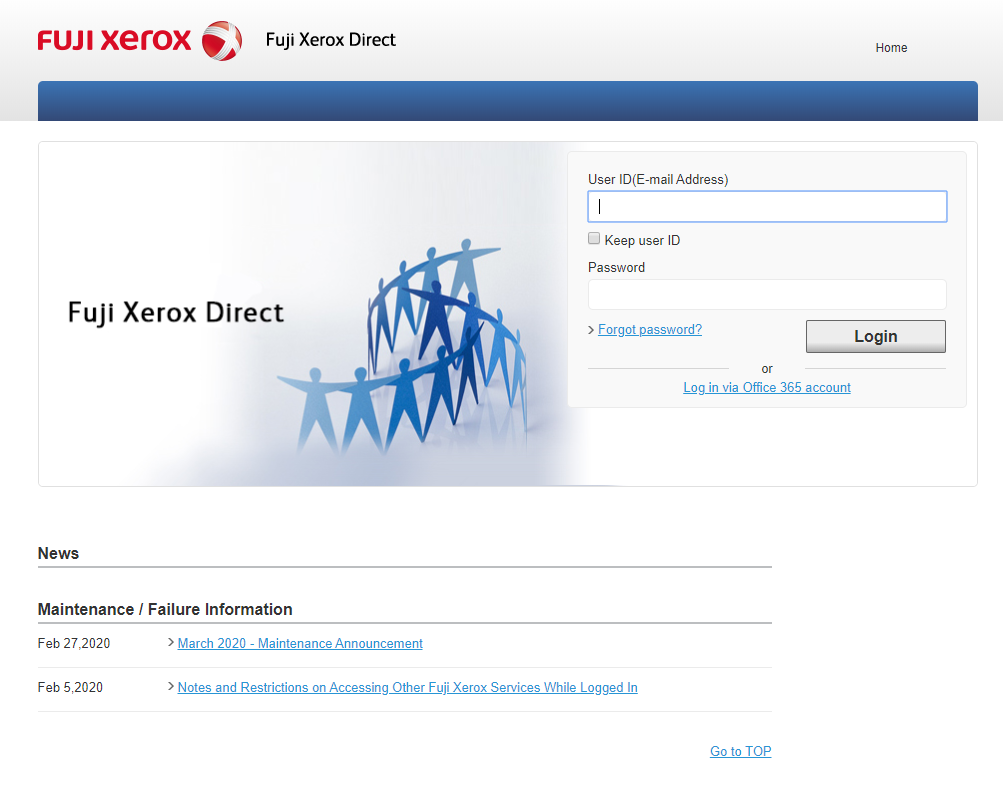 FUJI XEROX
Fuji Xerox Direct
Home
Fuji Xerox Direct
User ID(E-mail Address)
Keep user ID
Password
Forgot password?
Login
or
Log in via Office 365 account
News
Maintenance / Failure Information
Feb 27,2020 March 2020 - Maintenance Announcement
Feb 5,2020 Notes and Restrictions on Accessing Other Fuji Xerox Services While Logged In
Go to TOP